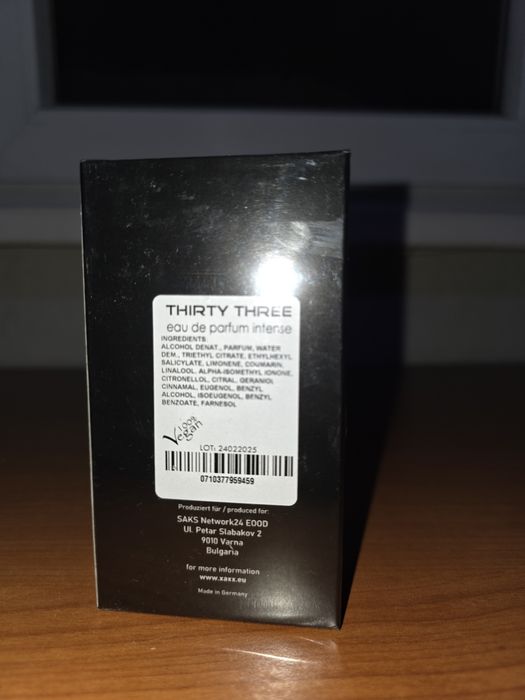 THIRTY THREE
eau de parfum intense
INGREDIENTS:
ALCOHOL DENAT., PARFUM, WATER
DEM., TRIETHYL CITRATE, ETHYLHEXYL
SALICYLATE, LIMONENE, COUMARIN,
LINALOOL, ALPHA-ISOMETHYL IONONE,
CITRONELLOL, CITRAL, GERANIOL
CINNAMAL, EUGENOL, BENZYL
ALCOHOL, ISOEUGENOL, BENZYL
BENZOATE, FARNESOL
100%
Vegan
LOT: 24022025
0710377959459
Produziert für / produced for:
SAKS Network24 EOOD
Ul. Petar Slabakov 2
9010 Varna
Bulgaria
for more information
www.xaxx.eu
Made in Germany